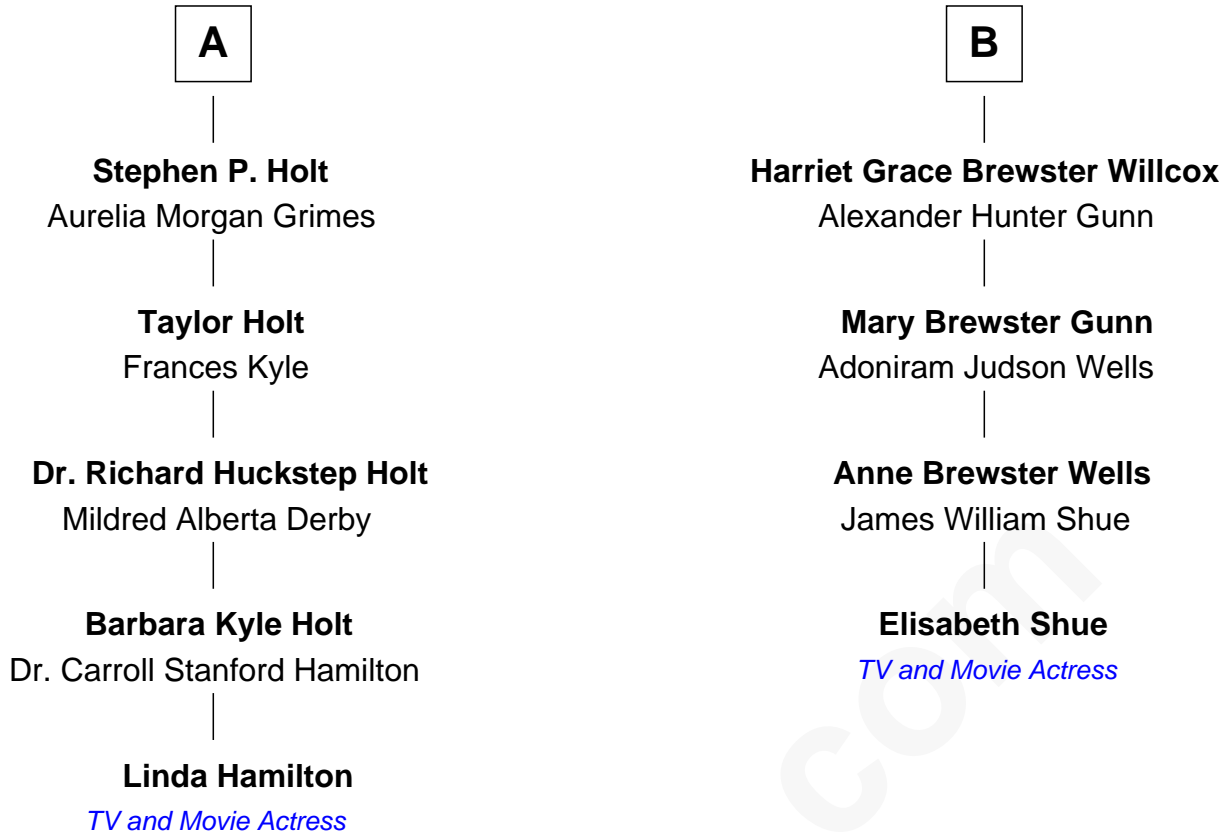 A
Stephen P. Holt
Aurelia Morgan Grimes
Taylor Holt
Frances Kyle
Dr. Richard Huckstep Holt
Mildred Alberta Derby
Barbara Kyle Holt
Dr. Carroll Stanford Hamilton
Linda Hamilton
TV and Movie Actress
B
Harriet Grace Brewster Willcox
Alexander Hunter Gunn
Mary Brewster Gunn
Adoniram Judson Wells
Anne Brewster Wells
James William Shue
Elisabeth Shue
TV and Movie Actress
com